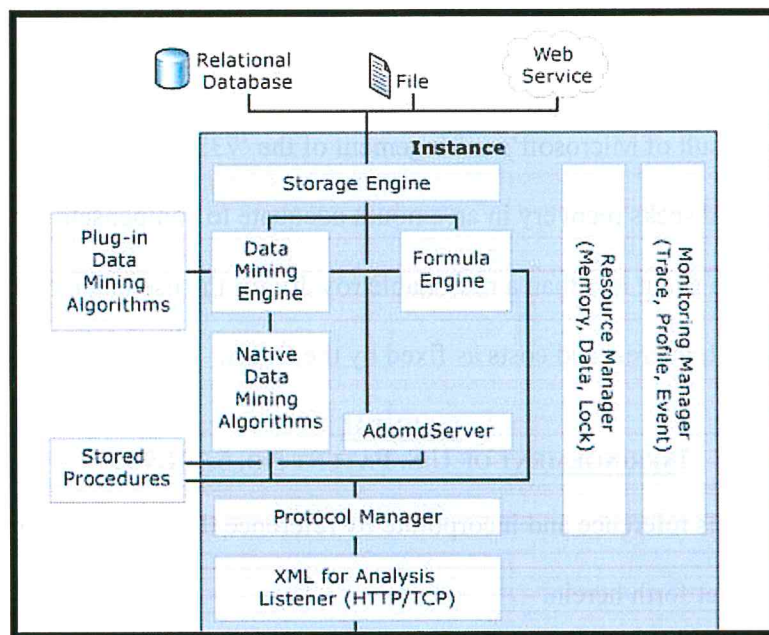 Relational
Database
File
Web
Service
Instance
Storage Engine
Plug-in
Data
Mining
Algorithms
Data
Mining
Engine
Formula
Engine
Native
Data
Mining
Algorithms
AdomdServer
Stored
Procedures
Resource Manager
(Memory, Data, Lock)
Monitoring Manager
(Trace, Profile, Event)
Protocol Manager
XML for Analysis
Listener (HTTP/TCP)